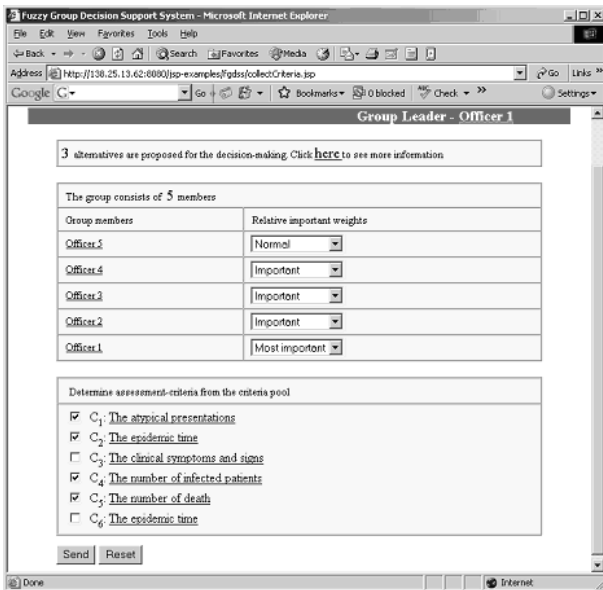 Fuzzy Group Decision Support System - Microsoft Internet Explorer
File Edit View Favorites Tools Help
Back Search Favorites Media
Address http://138.25.13.62:8080/jsp-examples/fgdss/collectCriteria.jsp Go Links »
Google G Go Bookmarks 0 blocked ABC Check » Settings
Group Leader - Officer 1
3 alternatives are proposed for the decision-making. Click here to see more information
The group consists of 5 members
Group members Relative important weights
Officer 5 Normal
Officer 4 Important
Officer 3 Important
Officer 2 Important
Officer 1 Most important
Determine assessment-criteria from the criteria pool
C1: The atypical presentations
C2: The epidemic time
C3: The clinical symptoms and signs
C4: The number of infected patients
C5: The number of death
C6: The epidemic time
Send Reset
Done Internet